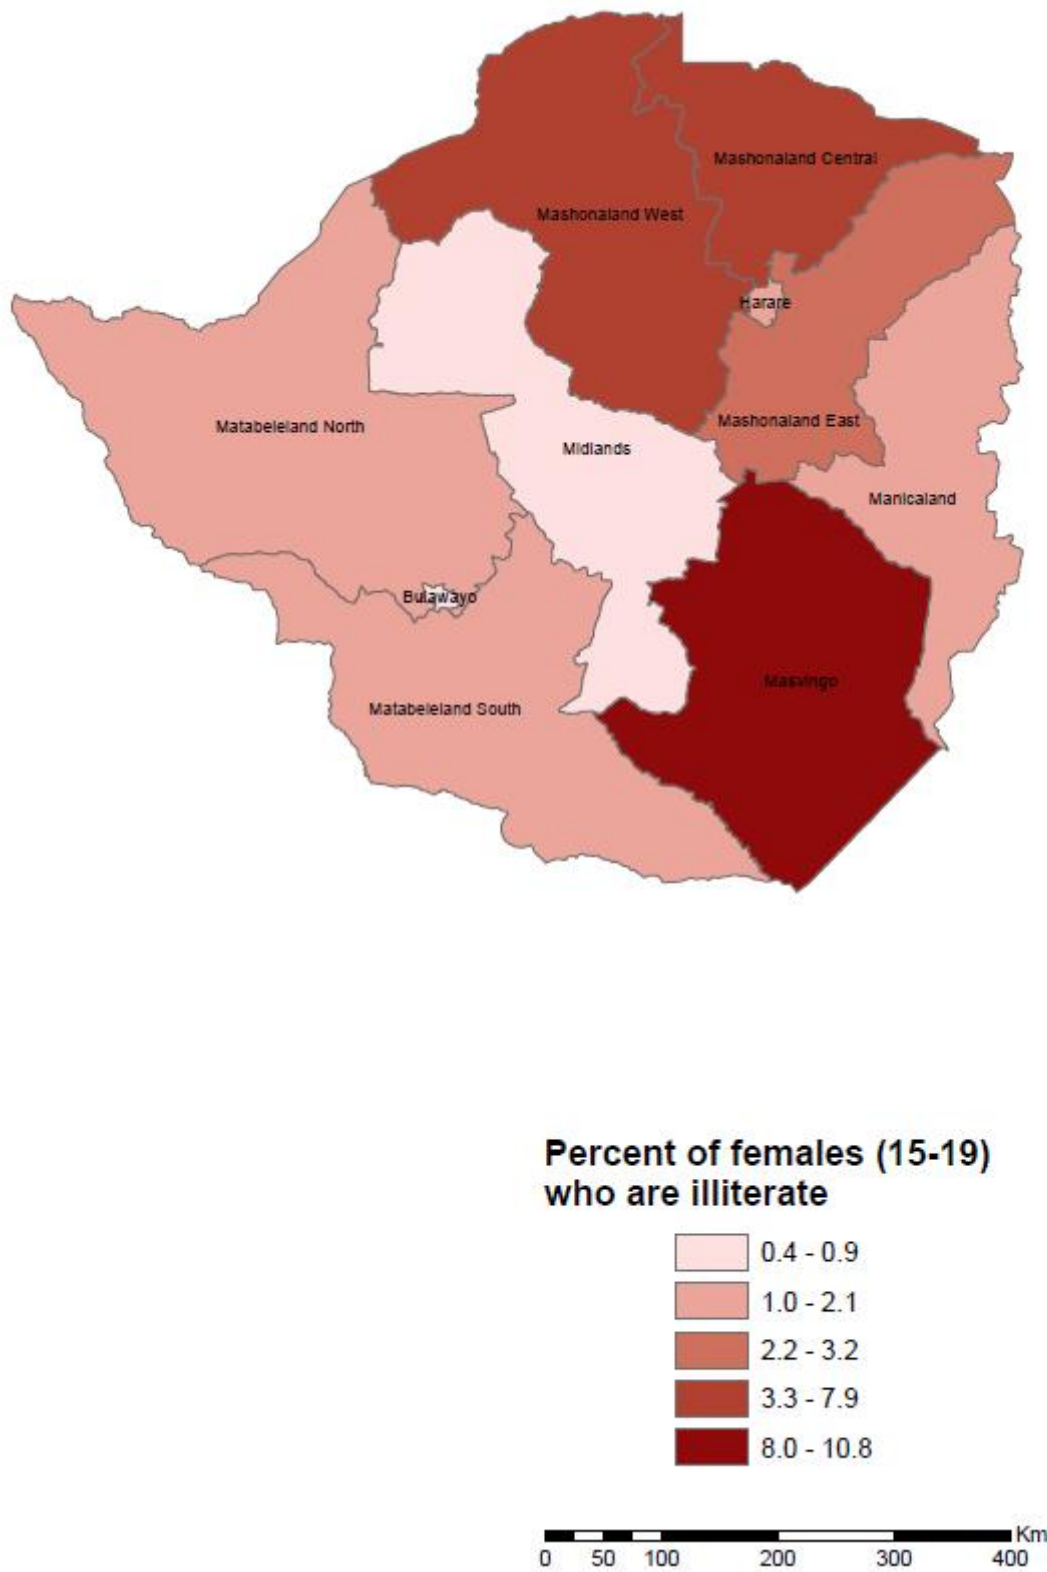 Mashonaland Central
Mashonaland West
Harare
Mashonaland East
Matabeleland North
Midlands
Manicaland
Bulawayo
Masvingo
Matabeleland South
Percent of females (15-19)
who are illiterate
0.4 - 0.9
1.0 - 2.1
2.2 - 3.2
3.3 - 7.9
8.0 - 10.8
Km
0 50 100 200 300 400